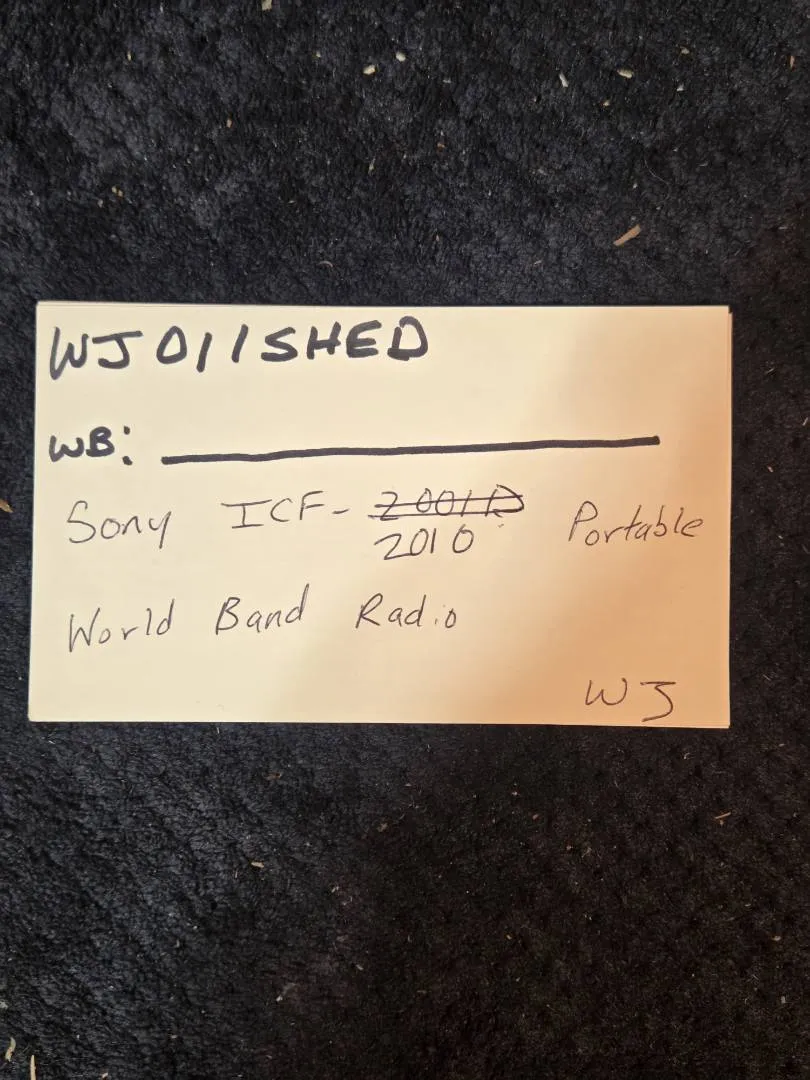 WJ011SHED
WB:
Sony ICF- 2001D Portable
2010
World Band Radio
WJ